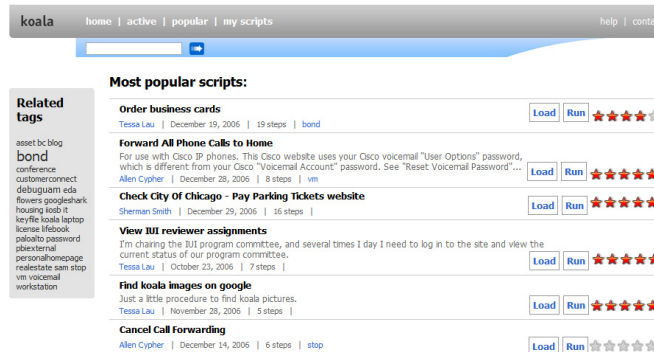 koala
home | active | popular | my scripts
help | conta
Most popular scripts:
Related
tags
asset bc blog
bond
conference
customerconnect
debuguam eda
flowers googleshark
housing iiosb it
keyfile koala laptop
license lifebook
paloalto password
pbiexternal
personalhomepage
realestate sam stop
vm voicemail
workstation
Order business cards
Tessa Lau | December 19, 2006 | 19 steps | bond
Load Run
Forward All Phone Calls to Home
For use with Cisco IP phones. This Cisco website uses your Cisco voicemail "User Options" password,
which is different from your Cisco "Voicemail Account" password. See "Reset Voicemail Password"...
Allen Cypher | December 28, 2006 | 8 steps | vm
Load Run
Check City Of Chicago - Pay Parking Tickets website
Sherman Smith | December 29, 2006 | 16 steps |
Load Run
View IUI reviewer assignments
I'm chairing the IUI program committee, and several times I day I need to log in to the site and view the
current status of our program committee.
Tessa Lau | October 23, 2006 | 7 steps |
Load Run
Find koala images on google
Just a little procedure to find koala pictures.
Tessa Lau | November 28, 2006 | 5 steps |
Load Run
Cancel Call Forwarding
Allen Cypher | December 14, 2006 | 6 steps | stop
Load Run